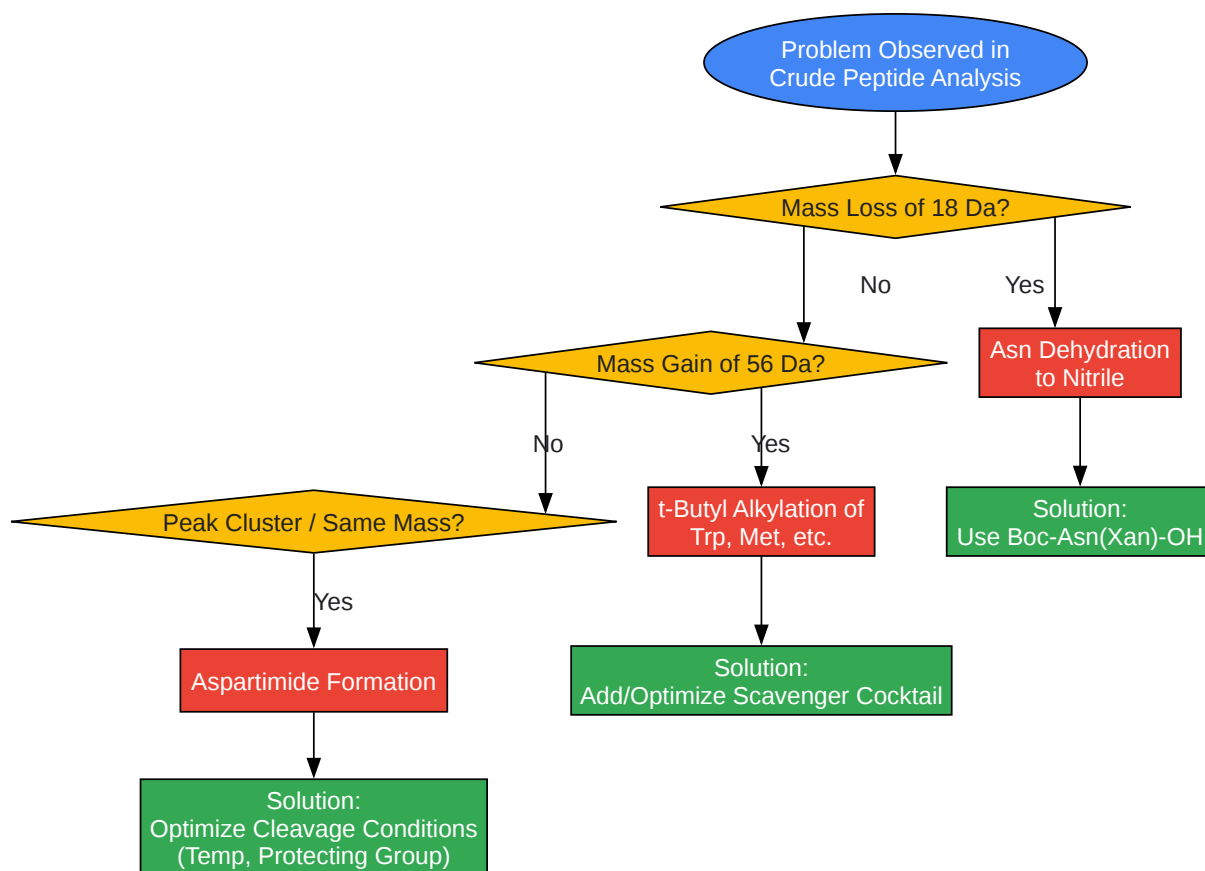 Problem Observed in
Crude Peptide Analysis
Mass Loss of 18 Da?
No
Yes
Mass Gain of 56 Da?
Asn Dehydration
to Nitrile
No
Yes
Peak Cluster / Same Mass?
t-Butyl Alkylation of
Trp, Met, etc.
Solution:
Use Boc-Asn(Xan)-OH
Yes
Aspartimide Formation
Solution:
Add/Optimize Scavenger Cocktail
Solution:
Optimize Cleavage Conditions
(Temp, Protecting Group)